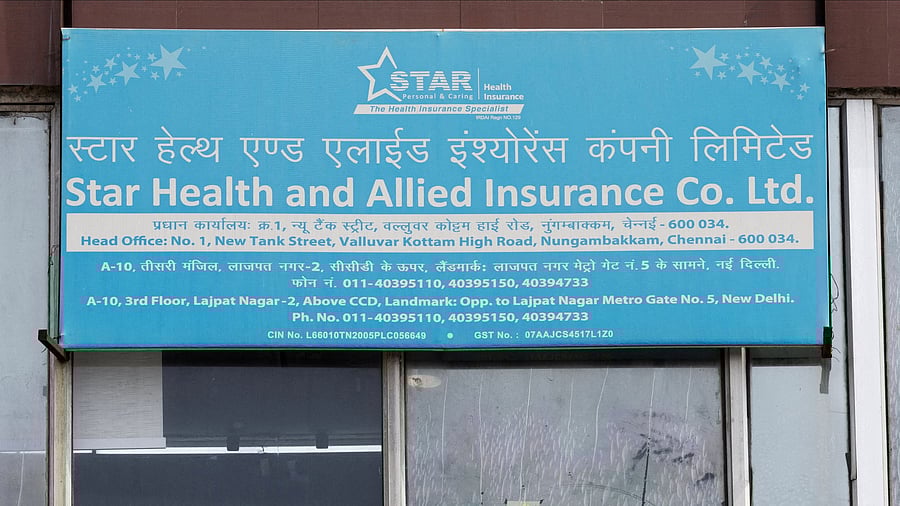 STAR Health
Personal & Caring Insurance
The Health Insurance Specialist
IRDAI Regn NO.129
स्टार हेल्थ एण्ड एलाईड इंश्योरेंस कंपनी लिमिटेड
Star Health and Allied Insurance Co. Ltd.
प्रधान कार्यालयः क्र.1, न्यू टैंक स्ट्रीट, वल्लुवर कोट्टम हाई रोड, नुंगम्बाक्कम, चेन्नई - 600 034.
Head Office: No. 1, New Tank Street, Valluvar Kottam High Road, Nungambakkam, Chennai - 600 034.
A-10, तीसरी मंजिल, लाजपत नगर-2, सीसीडी के ऊपर, लैंडमार्कः लाजपत नगर मेट्रो गेट नं. 5 के सामने, नई दिल्ली.
फोन नं. 011-40395110, 40395150, 40394733
A-10, 3rd Floor, Lajpat Nagar-2, Above CCD, Landmark: Opp. to Lajpat Nagar Metro Gate No. 5, New Delhi.
Ph. No. 011-40395110, 40395150, 40394733
CIN No. L66010TN2005PLC056649 • GST No. : 07AAJCS4517L1Z0